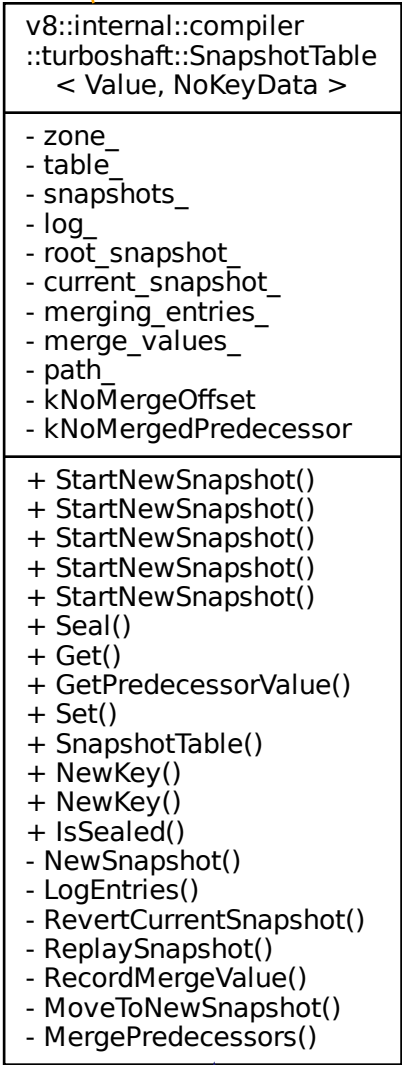 v8::internal::compiler
::turboshaft::SnapshotTable
< Value, NoKeyData >
- zone_
- table_
- snapshots_
- log_
- root_snapshot_
- current_snapshot_
- merging_entries_
- merge_values_
- path_
- kNoMergeOffset
- kNoMergedPredecessor
+ StartNewSnapshot()
+ StartNewSnapshot()
+ StartNewSnapshot()
+ StartNewSnapshot()
+ StartNewSnapshot()
+ Seal()
+ Get()
+ GetPredecessorValue()
+ Set()
+ SnapshotTable()
+ NewKey()
+ NewKey()
+ IsSealed()
- NewSnapshot()
- LogEntries()
- RevertCurrentSnapshot()
- ReplaySnapshot()
- RecordMergeValue()
- MoveToNewSnapshot()
- MergePredecessors()